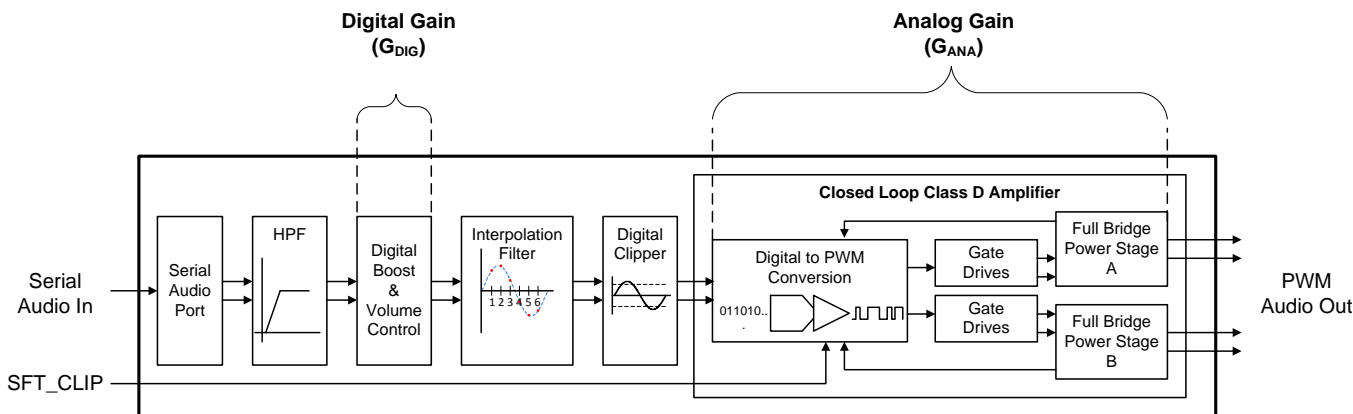 Digital Gain
(GDIG)
Analog Gain
(GANA)
Closed Loop Class D Amplifier
Serial
Audio In
Serial
Audio
Port
HPF
Digital
Boost
&
Volume
Control
Interpolation
Filter
1 2 3 4 5 6
Digital
Clipper
Digital to PWM
Conversion
011010..
.
Gate
Drives
Gate
Drives
Full Bridge
Power Stage
A
Full Bridge
Power Stage
B
PWM
Audio Out
SFT_CLIP